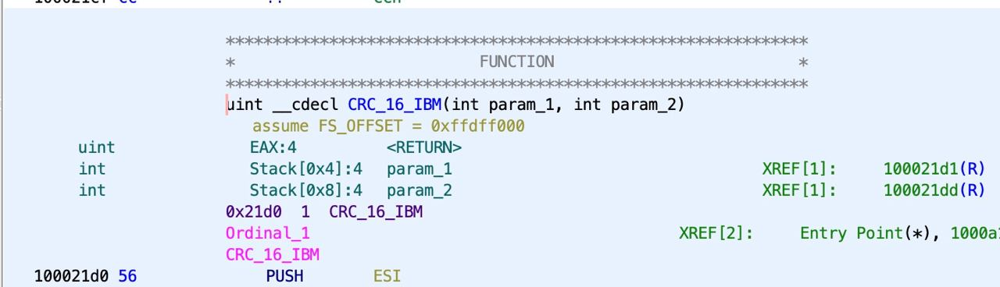 **************************************************************
* FUNCTION *
**************************************************************
uint __cdecl CRC_16_IBM(int param_1, int param_2)
assume FS_OFFSET = 0xffdff000
uint EAX:4 <RETURN>
int Stack[0x4]:4 param_1 XREF[1]: 100021d1(R)
int Stack[0x8]:4 param_2 XREF[1]: 100021dd(R)
0x21d0 1 CRC_16_IBM
Ordinal_1 XREF[2]: Entry Point(*), 1000a
CRC_16_IBM
100021d0 56 PUSH ESI